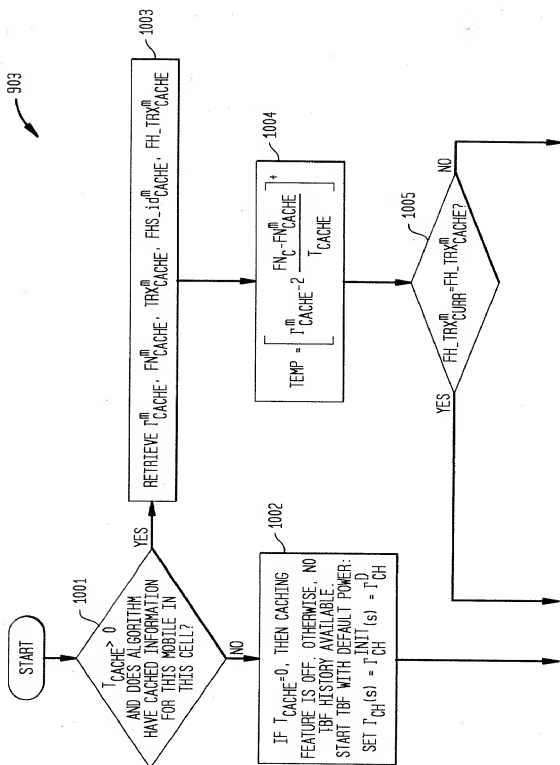 903
START
1001
T_CACHE > 0
AND DOES ALGORITHM
HAVE CACHED INFORMATION
FOR THIS MOBILE IN
THIS CELL?
YES
NO
1002
IF T_CACHE=0, THEN CACHING
FEATURE IS OFF. OTHERWISE, NO
TBF HISTORY AVAILABLE.
START TBF WITH DEFAULT POWER:
SET Γ_CH(s) = Γ_CH^INIT(s) = Γ_CH^D
1003
RETRIEVE Γ^m_CACHE, FN^m_CACHE, TRX^m_CACHE, FHS_id^m_CACHE, FH_TRX^m_CACHE
1004
TEMP = [Γ^m_CACHE-2 (FN_C-FN^m_CACHE)/T_CACHE]^+
1005
FH_TRX^m_CURR=FH_TRX^m_CACHE?
YES
NO